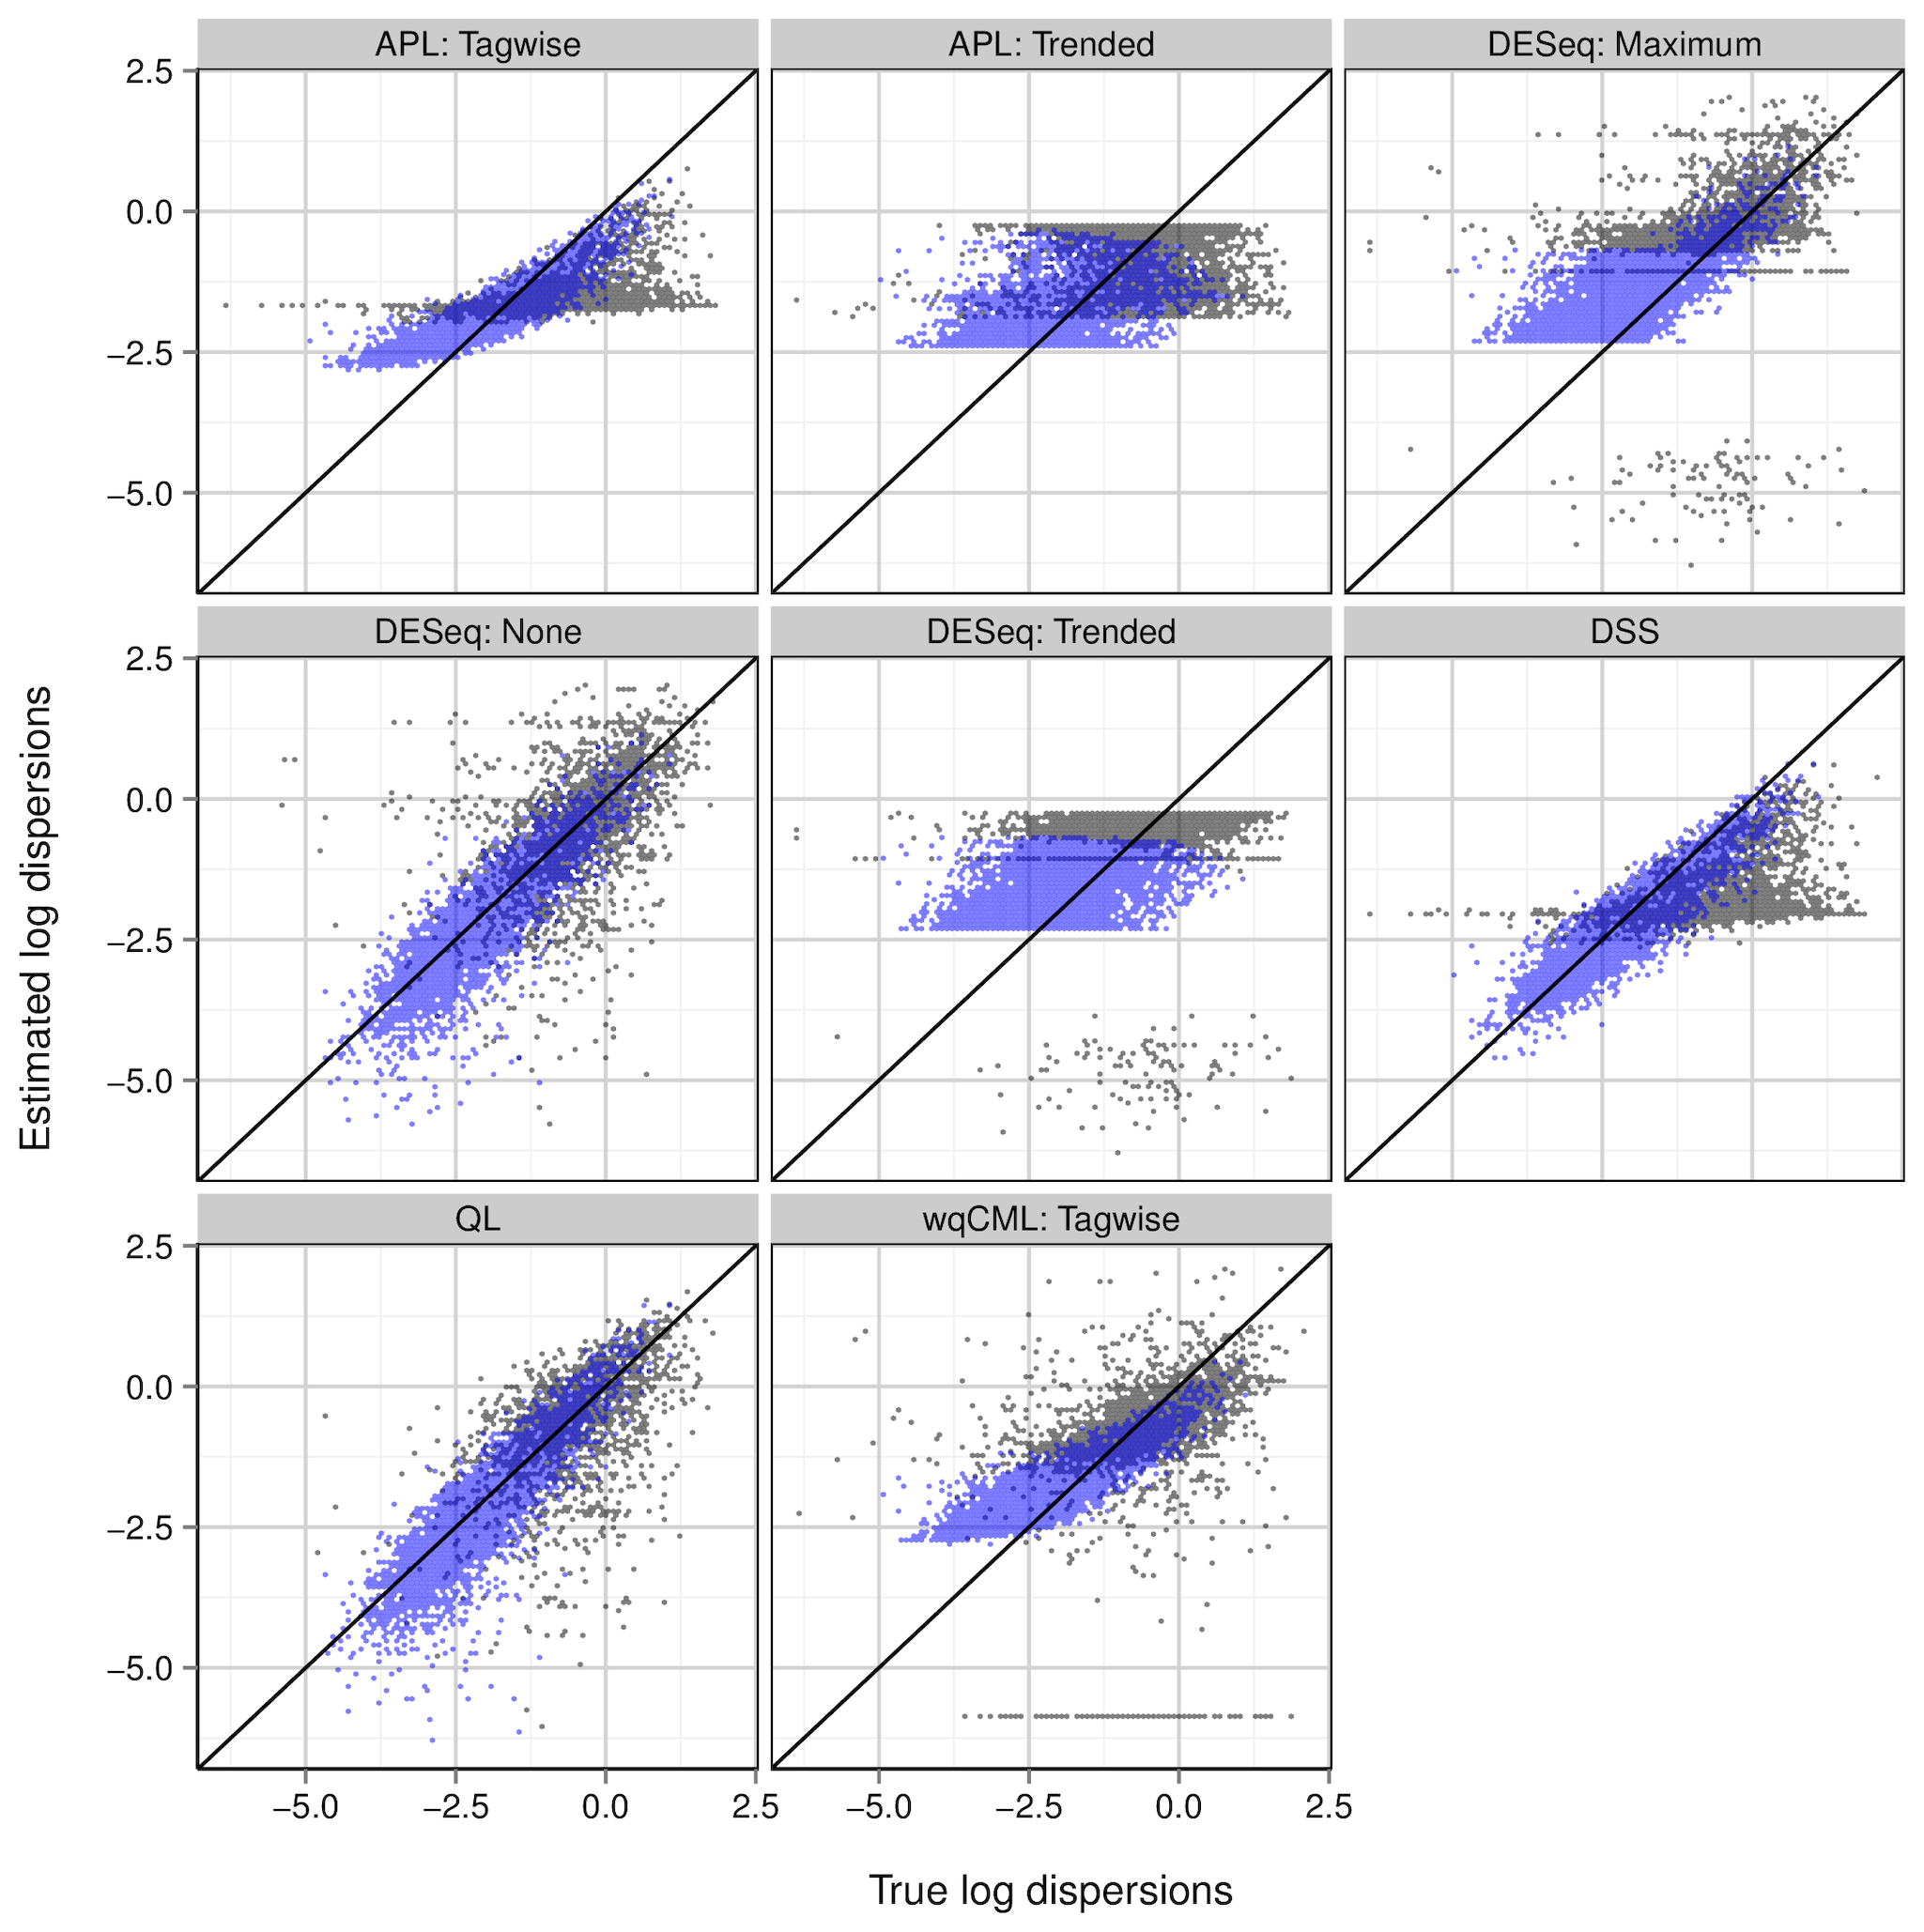 APL: Tagwise
APL: Trended
DESeq: Maximum
2.5
0.0
−2.5
−5.0
DESeq: None
DESeq: Trended
DSS
2.5
0.0
−2.5
−5.0
Estimated log dispersions
QL
wqCML: Tagwise
2.5
0.0
−2.5
−5.0
−5.0 −2.5 0.0 2.5
−5.0 −2.5 0.0 2.5
True log dispersions